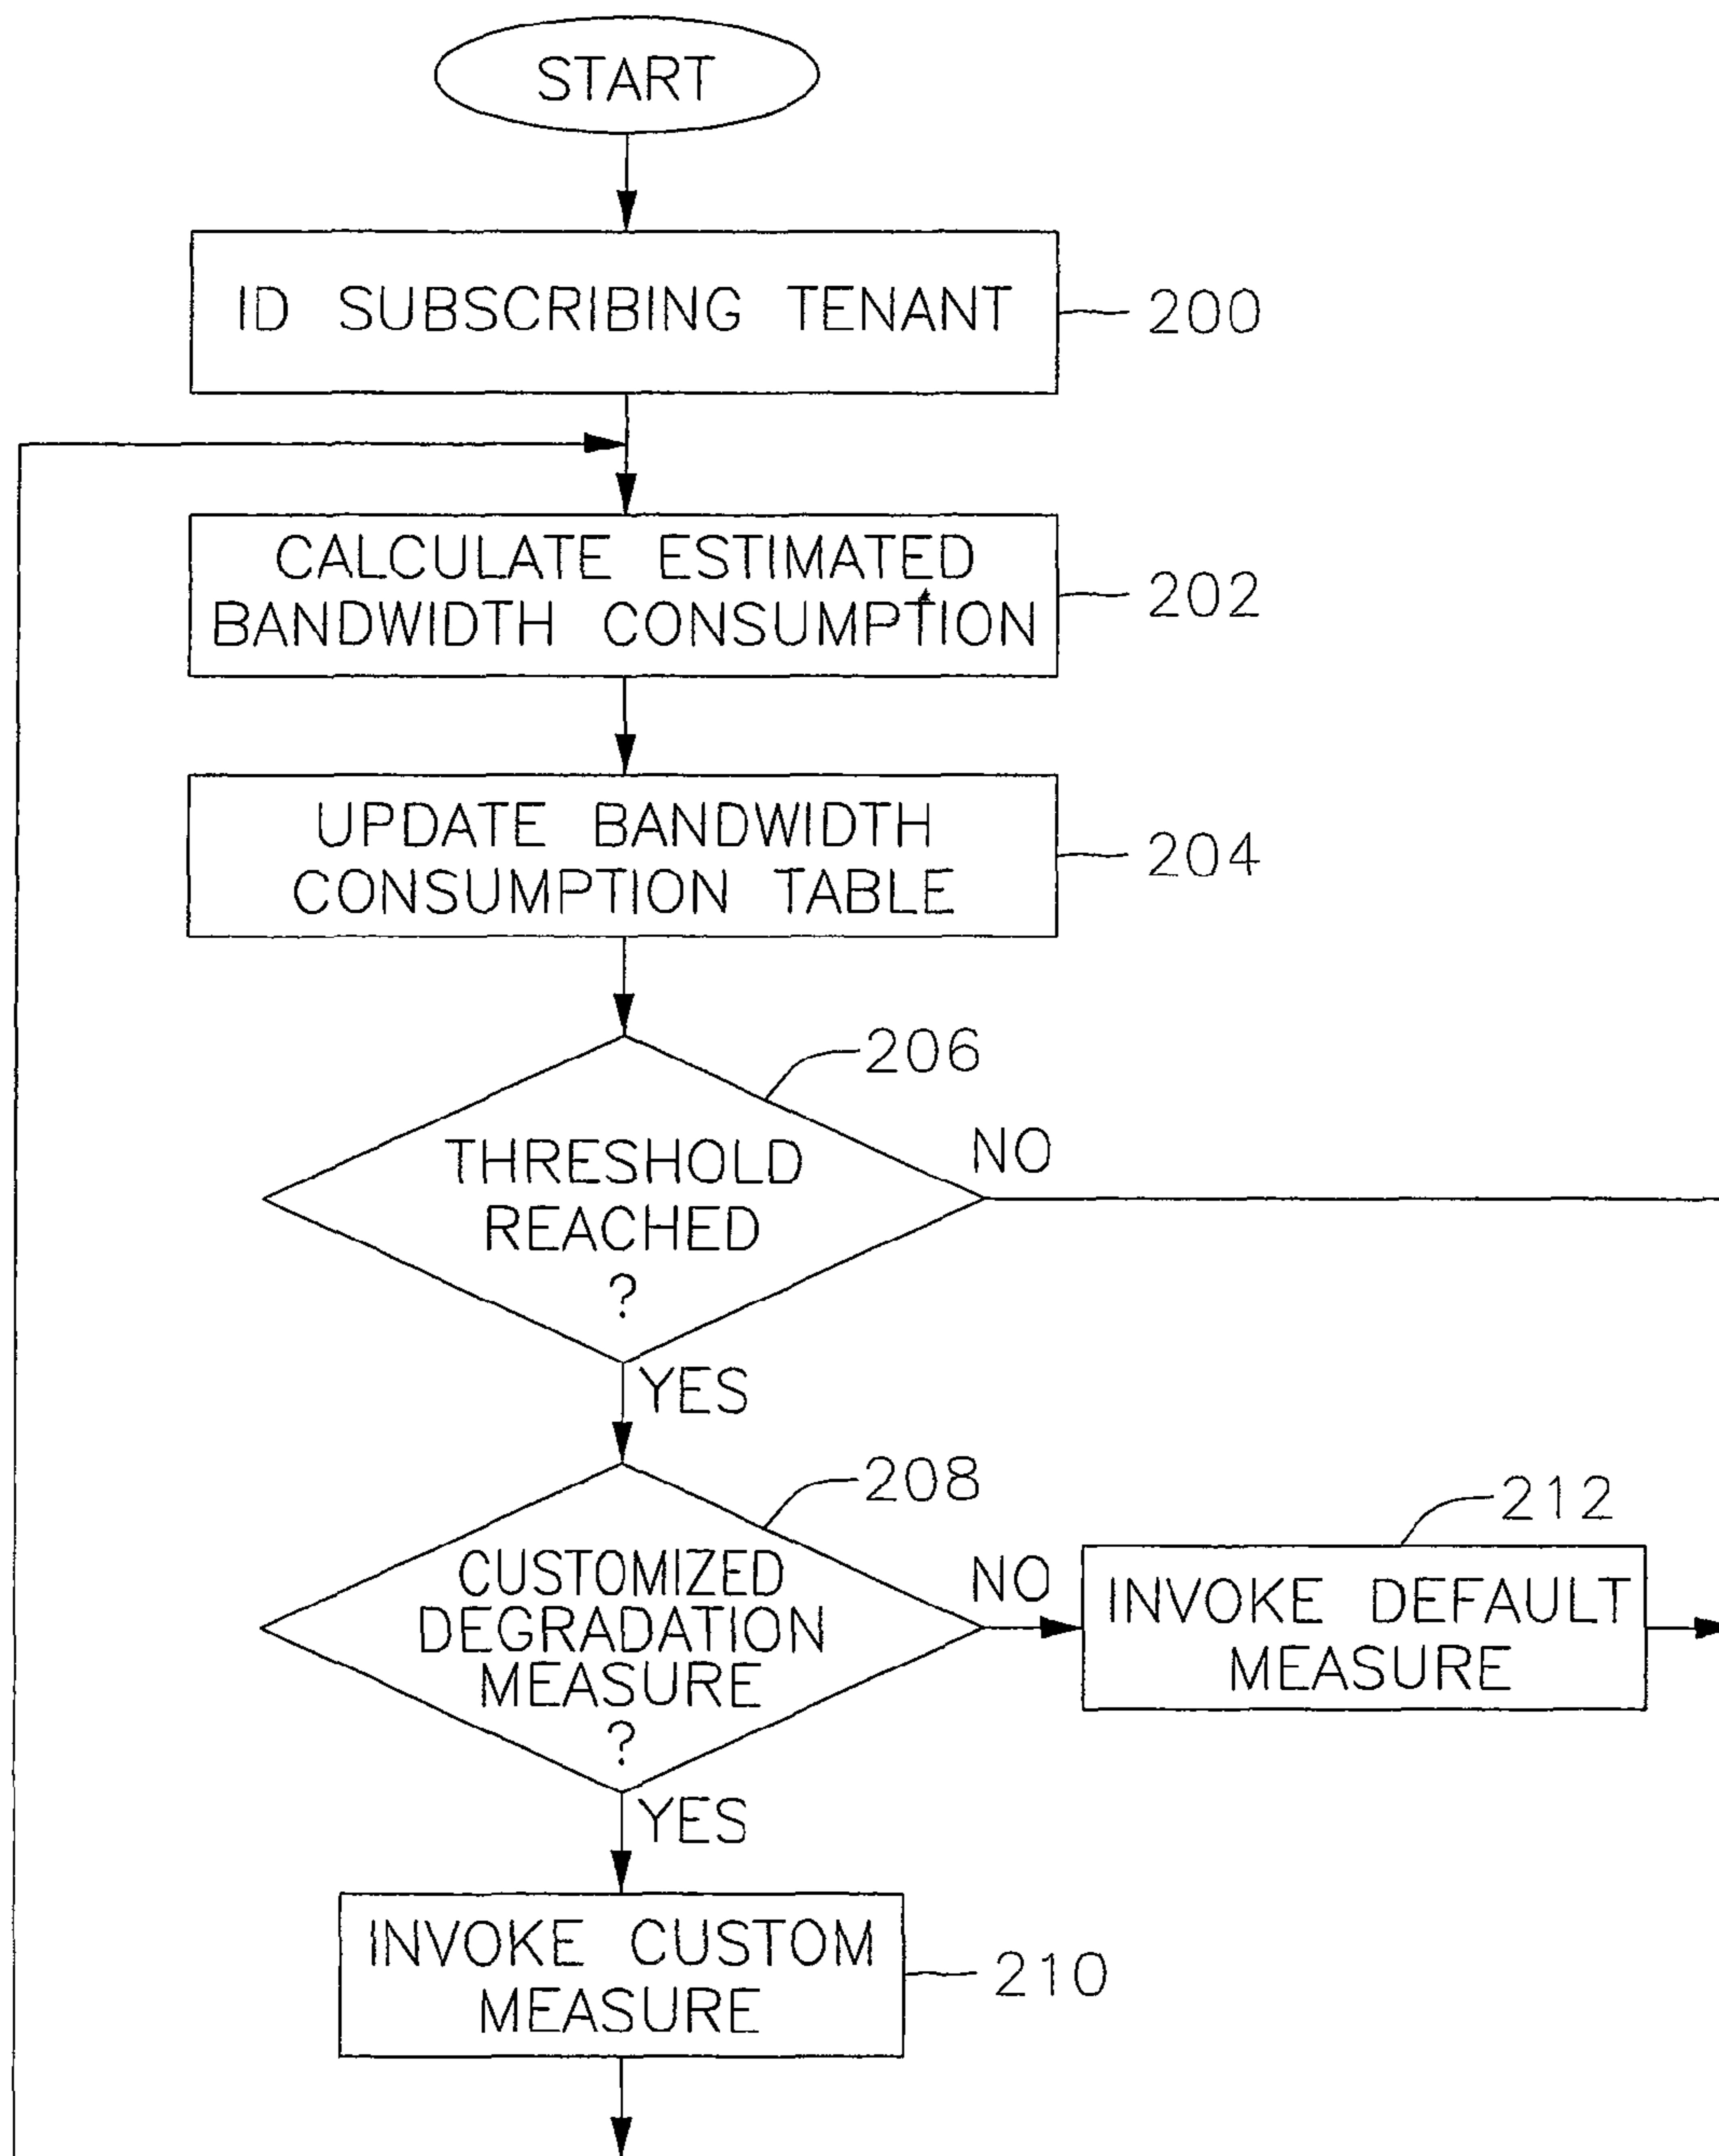 START
ID SUBSCRIBING TENANT
200
CALCULATE ESTIMATED
BANDWIDTH CONSUMPTION
202
UPDATE BANDWIDTH
CONSUMPTION TABLE
204
206
THRESHOLD
REACHED
?
NO
YES
208
CUSTOMIZED
DEGRADATION
MEASURE
?
NO
212
INVOKE DEFAULT
MEASURE
YES
INVOKE CUSTOM
MEASURE
210